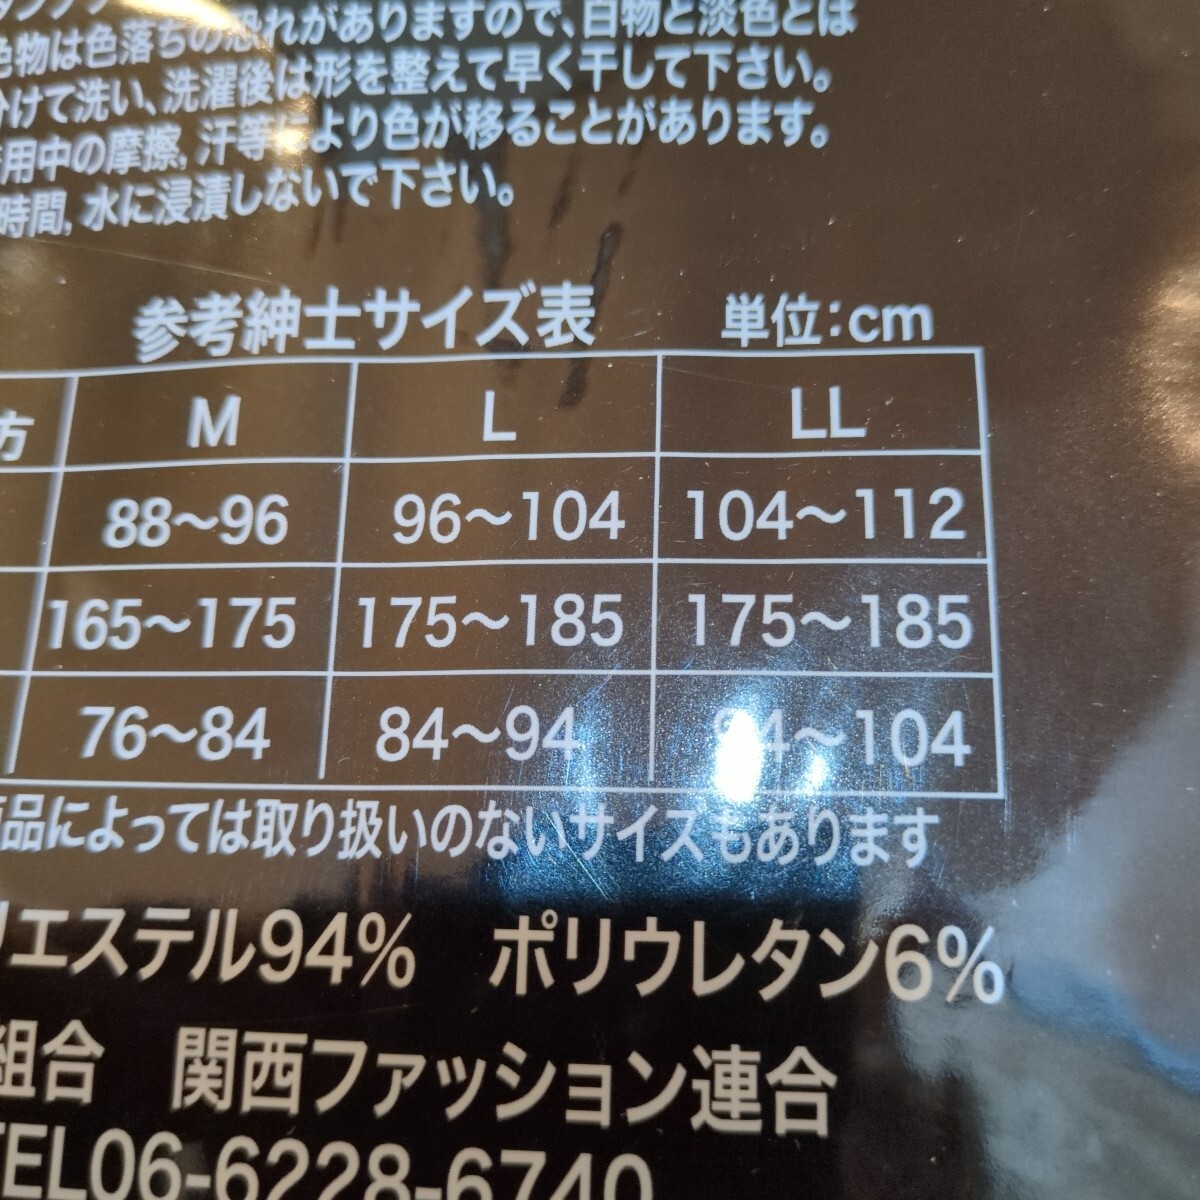 色物は色落ちの恐れがありますので、白物と淡色とは
分けて洗い、洗濯後は形を整えて早く干して下さい。
着用中の摩擦,汗等により色が移ることがあります。
時間,水に浸漬しないで下さい。
参考紳士サイズ表 単位:cm
方 M L LL
88〜96 96〜104 104〜112
165〜175 175〜185 175〜185
76〜84 84〜94 94〜104
商品によっては取り扱いのないサイズもあります
リエステル94% ポリウレタン6%
組合 関西ファッション連合
TEL06-6228-6740